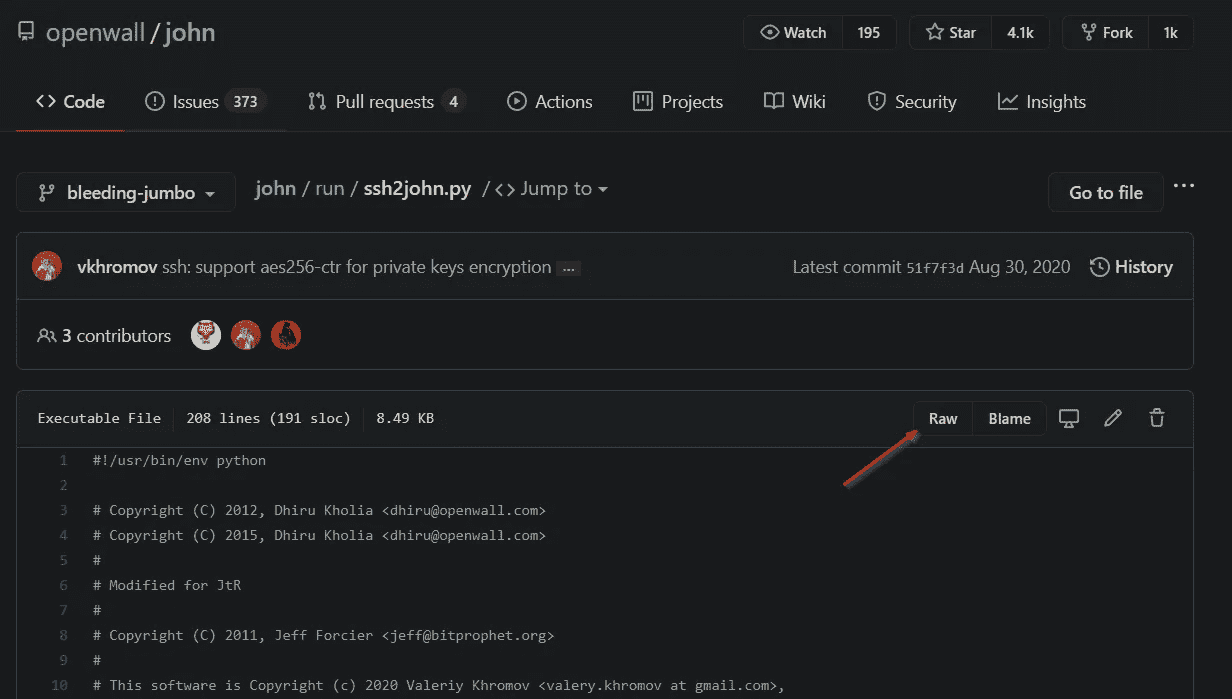 openwall / john
Watch 195 Star 4.1k Fork 1k
Code Issues 373 Pull requests 4 Actions Projects Wiki Security Insights
bleeding-jumbo john / run / ssh2john.py / <> Jump to Go to file ...
vkhromov ssh: support aes256-ctr for private keys encryption ... Latest commit 51f7f3d Aug 30, 2020 History
3 contributors
Executable File 208 lines (191 sloc) 8.49 KB Raw Blame
1 #!/usr/bin/env python
2
3 # Copyright (C) 2012, Dhiru Kholia <dhiru@openwall.com>
4 # Copyright (C) 2015, Dhiru Kholia <dhiru@openwall.com>
5 #
6 # Modified for JtR
7 #
8 # Copyright (C) 2011, Jeff Forcier <jeff@bitprophet.org>
9 #
10 # This software is Copyright (c) 2020 Valeriy Khromov <valery.khromov at gmail.com>,